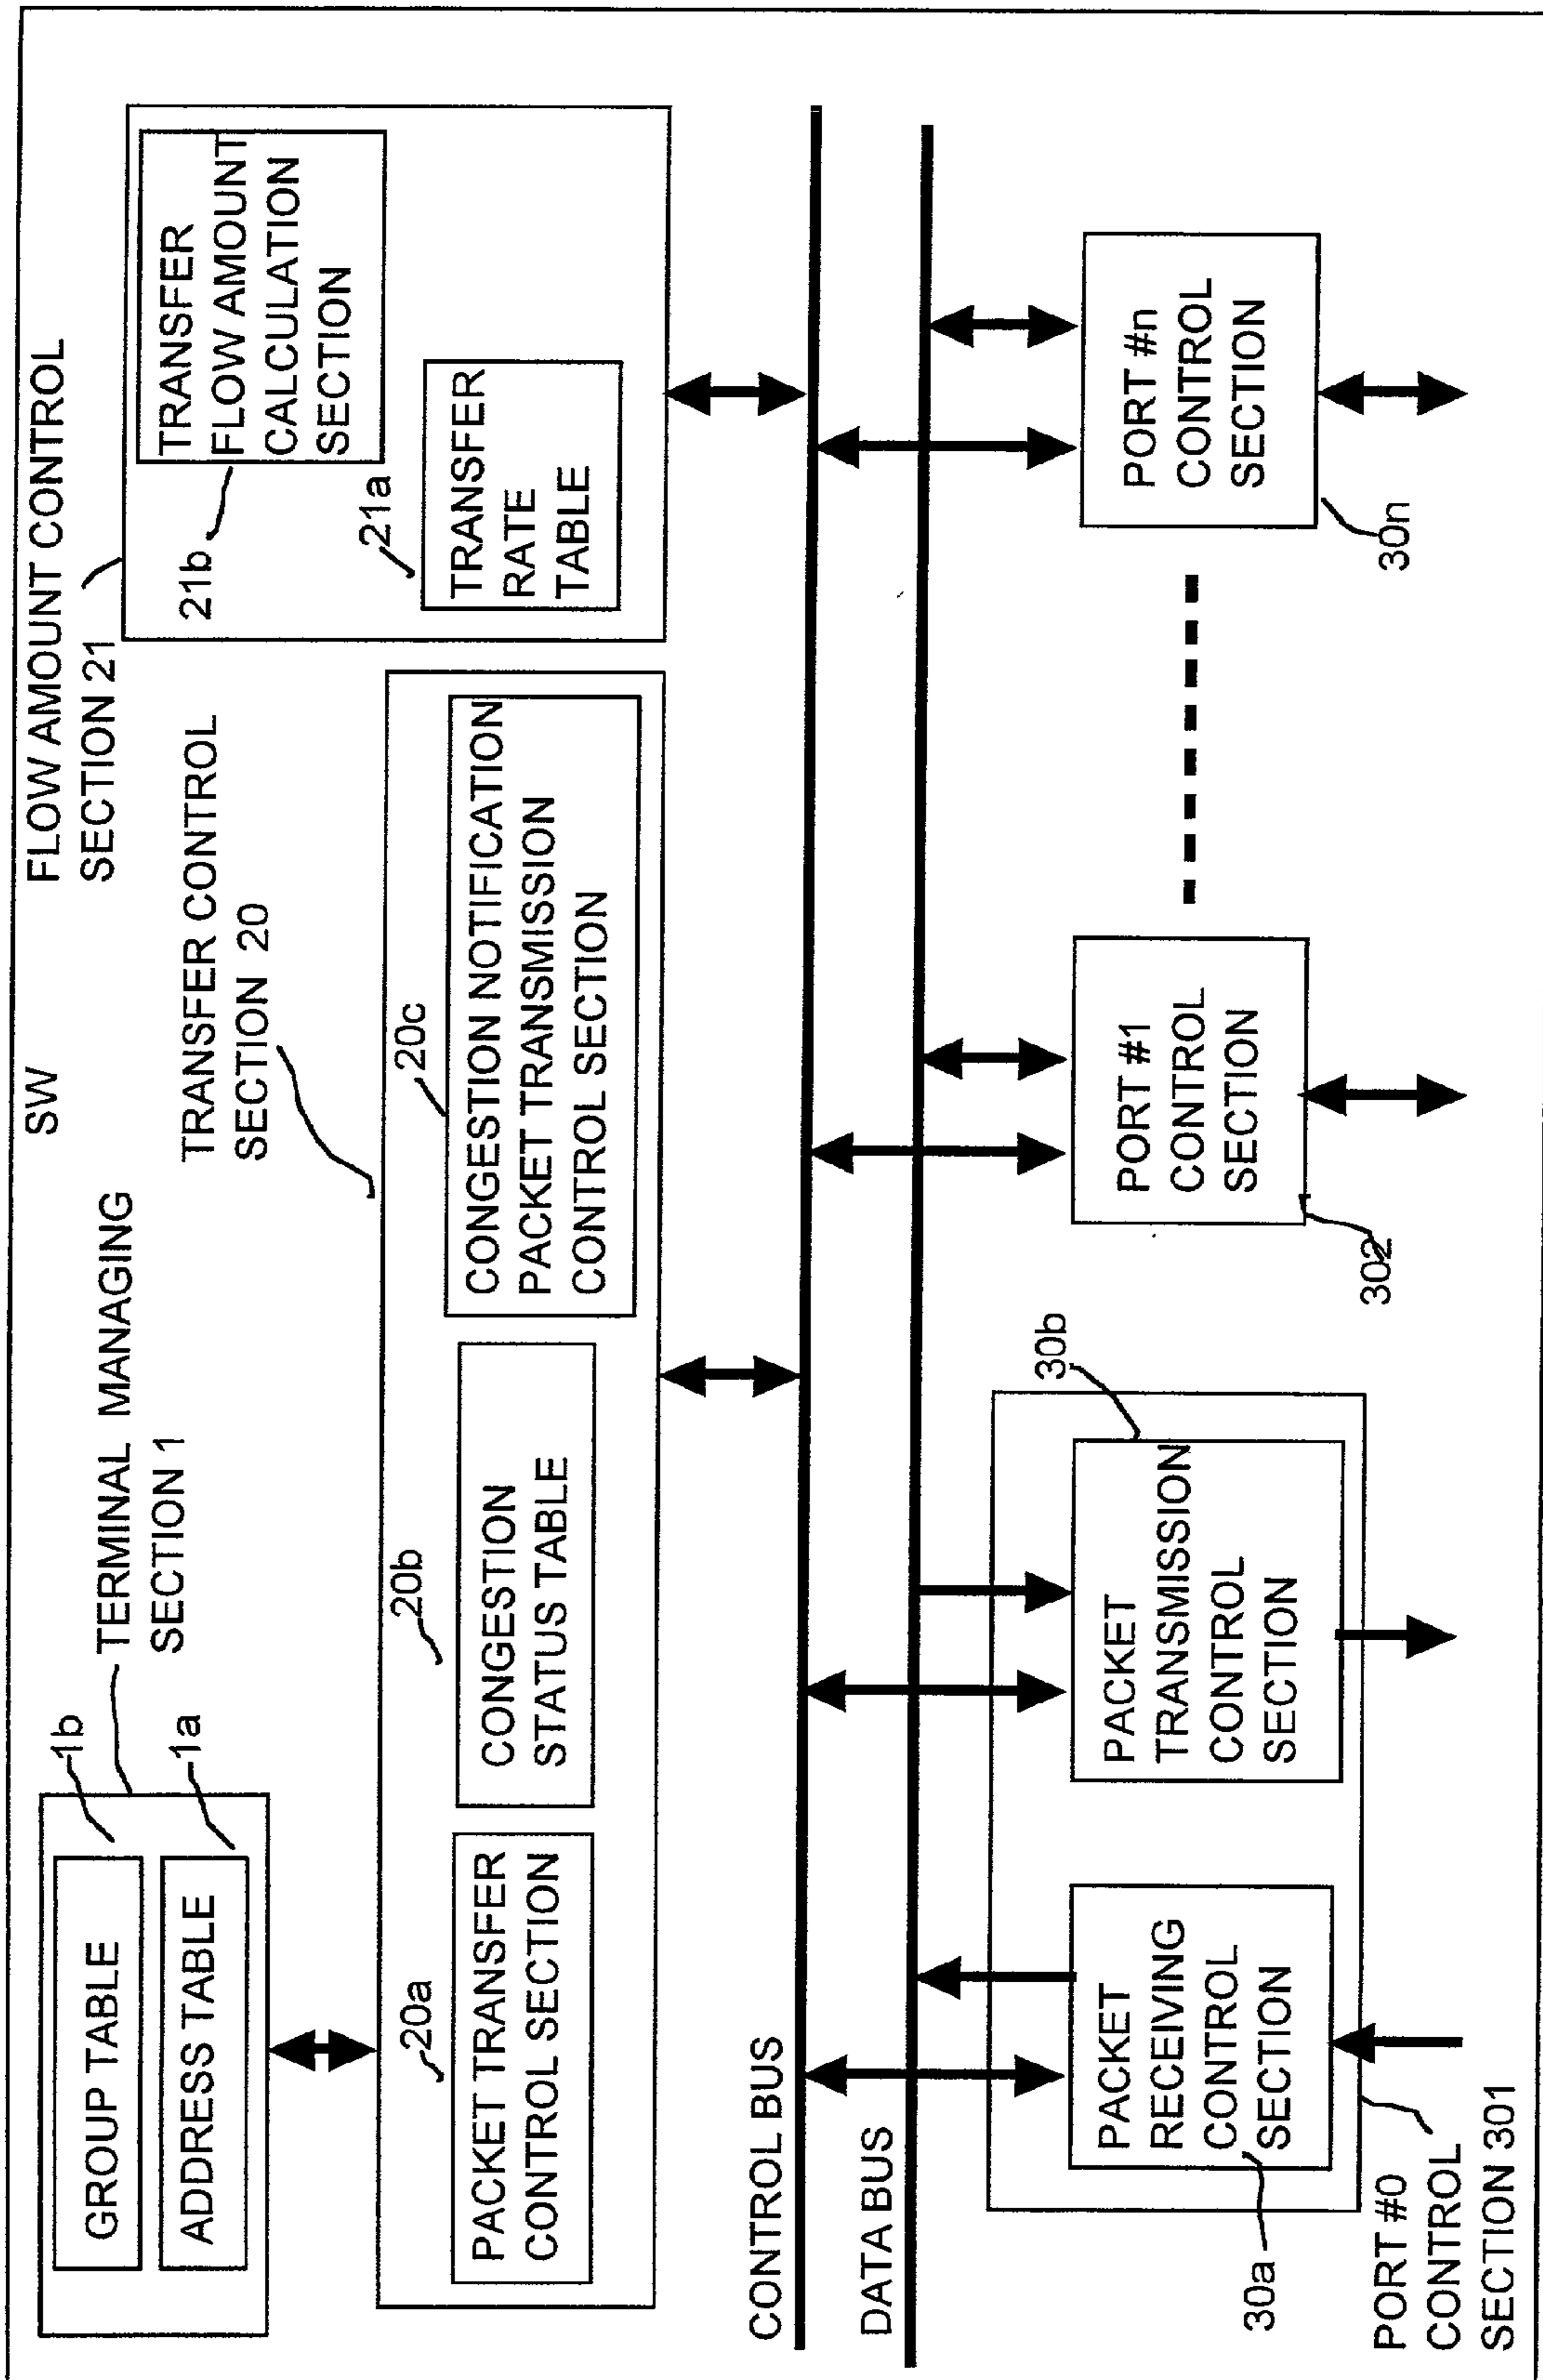 SW
TERMINAL MANAGING
SECTION 1
1b
GROUP TABLE
1a
ADDRESS TABLE
TRANSFER CONTROL
SECTION 20
20a
PACKET TRANSFER
CONTROL SECTION
20b
CONGESTION
STATUS TABLE
20c
CONGESTION NOTIFICATION
PACKET TRANSMISSION
CONTROL SECTION
FLOW AMOUNT CONTROL
SECTION 21
21b
TRANSFER
FLOW AMOUNT
CALCULATION
SECTION
21a
TRANSFER
RATE
TABLE
CONTROL BUS
DATA BUS
PACKET
RECEIVING
CONTROL
SECTION
30a
PACKET
TRANSMISSION
CONTROL
SECTION
30b
PORT #0
CONTROL
SECTION 301
PORT #1
CONTROL
SECTION
302
PORT #n
CONTROL
SECTION
30n